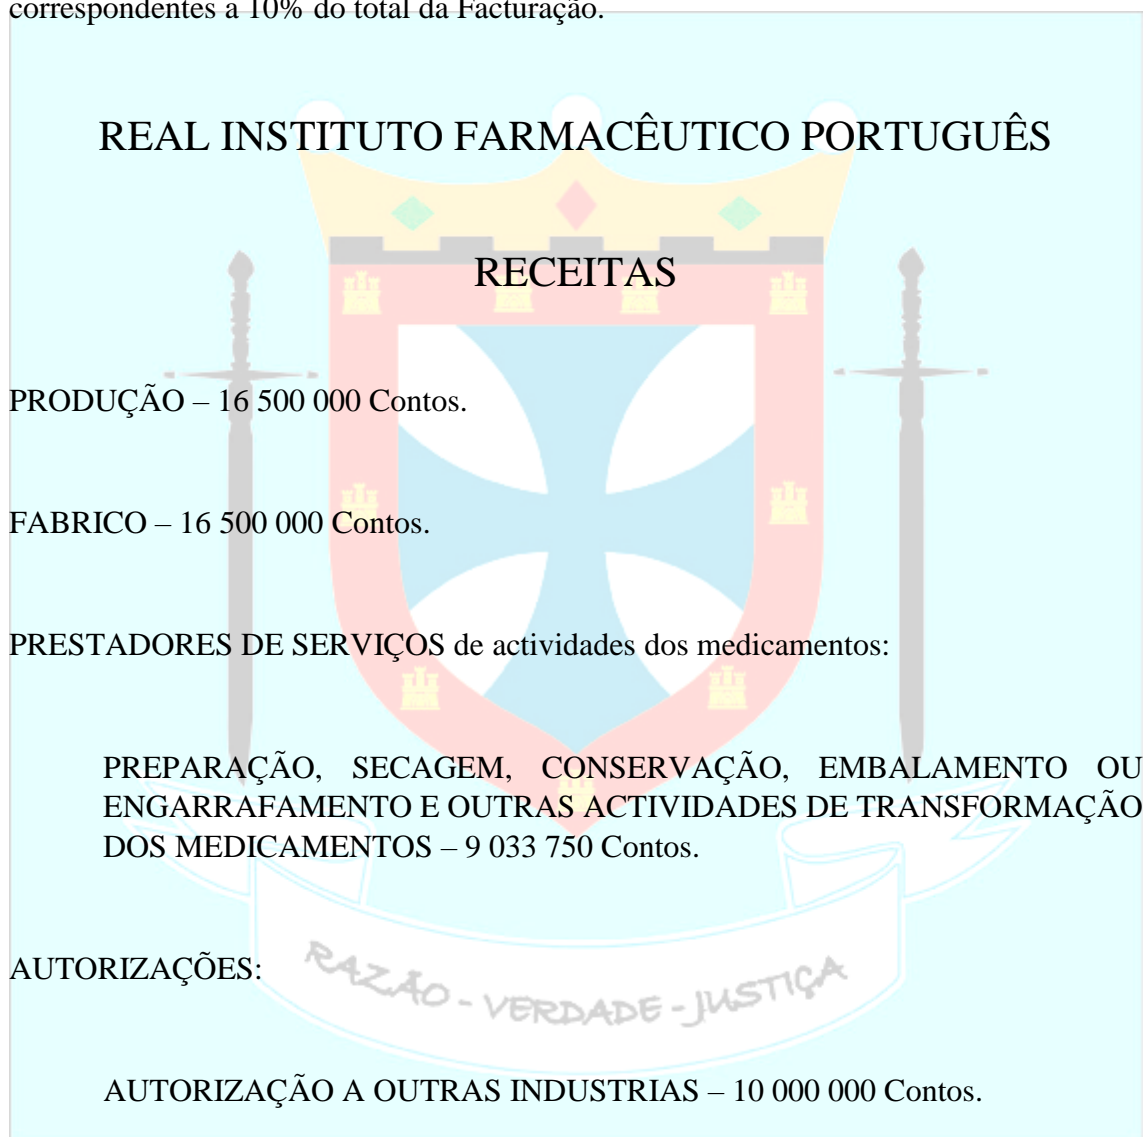 correspondentes a 10% do total da Facturação.
REAL INSTITUTO FARMACÊUTICO PORTUGUÊS
RECEITAS
PRODUÇÃO – 16 500 000 Contos.
FABRICO – 16 500 000 Contos.
PRESTADORES DE SERVIÇOS de actividades dos medicamentos:
PREPARAÇÃO, SECAGEM, CONSERVAÇÃO, EMBALAMENTO OU
ENGARRAFAMENTO E OUTRAS ACTIVIDADES DE TRANSFORMAÇÃO
DOS MEDICAMENTOS – 9 033 750 Contos.
AUTORIZAÇÕES:
RAZÃO - VERDADE - JUSTIÇA
AUTORIZAÇÃO A OUTRAS INDUSTRIAS – 10 000 000 Contos.